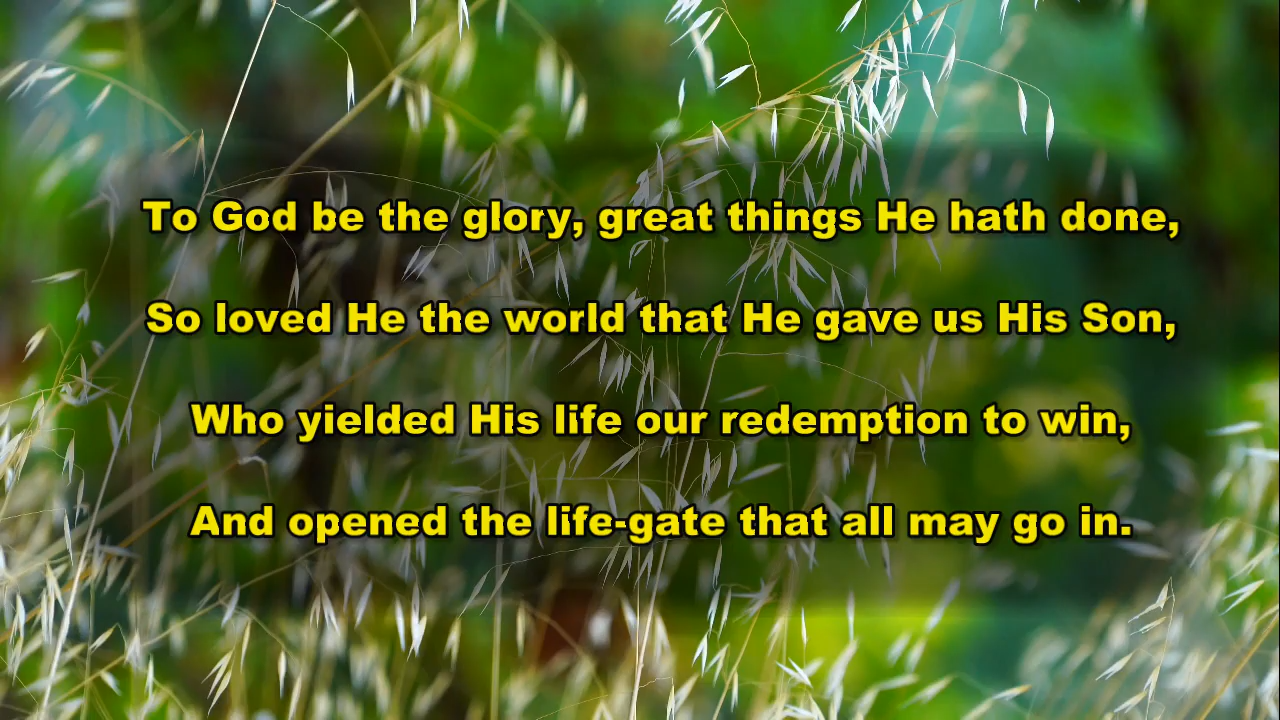 To God be the glory, great things He hath done,
So loved He the world that He gave us His Son,
Who yielded His life our redemption to win,
And opened the life-gate that all may go in.